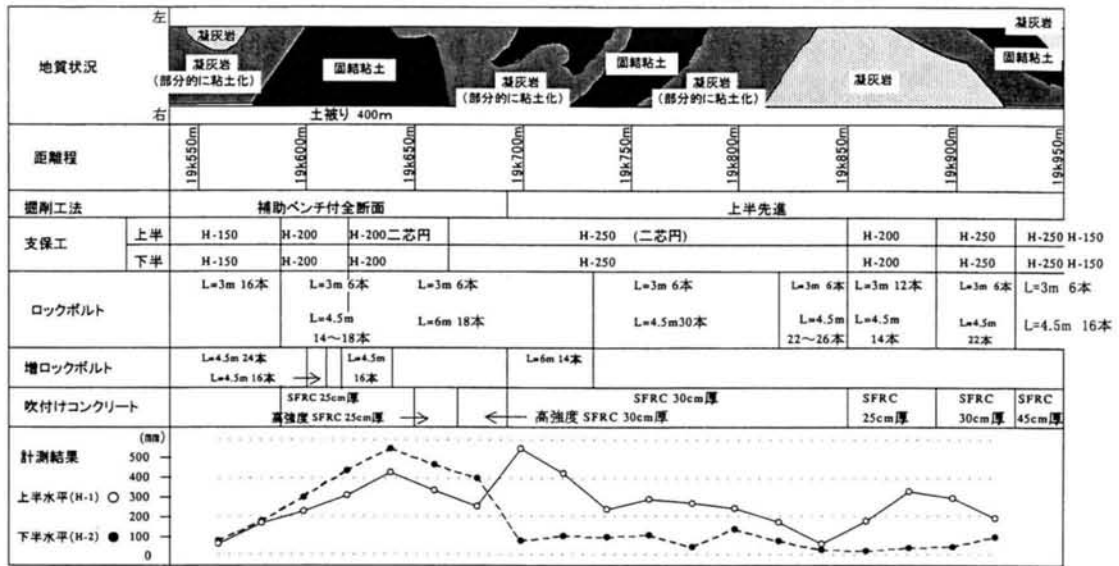 左
地質状況
凝灰岩
凝灰岩
(部分的に粘土化)
固結粘土
凝灰岩
(部分的に粘土化)
固結粘土
凝灰岩
(部分的に粘土化)
凝灰岩
凝灰岩
固結粘土
右
土被り 400m
距離程
19k550m
19k600m
19k650m
19k700m
19k750m
19k800m
19k850m
19k900m
19k950m
掘削工法
補助ベンチ付全断面
上半先進
支保工
上半
H-150
H-200
H-200二芯円
H-250 (二芯円)
H-200
H-250
H-250 H-150
下半
H-150
H-200
H-200
H-250
H-200
H-250
H-250 H-150
ロックボルト
L=3m 16本
L=3m 6本
L=3m 6本
L=3m 6本
L=3m 6本
L=3m 12本
L=3m 6本
L=3m 6本
L=4.5m
14～18本
L=6m 18本
L=4.5m30本
L=4.5m
22～26本
L=4.5m
14本
L=4.5m
22本
L=4.5m 16本
増ロックボルト
L=4.5m 24本
L=4.5m 16本
L=4.5m
16本
L=6m 14本
吹付けコンクリート
SFRC 25cm厚
高強度 SFRC 25cm厚
SFRC 30cm厚
高強度 SFRC 30cm厚
SFRC
25cm厚
SFRC
30cm厚
SFRC
45cm厚
計測結果
(mm)
500
400
上半水平(H-1)
300
200
下半水平(H-2)
100
0